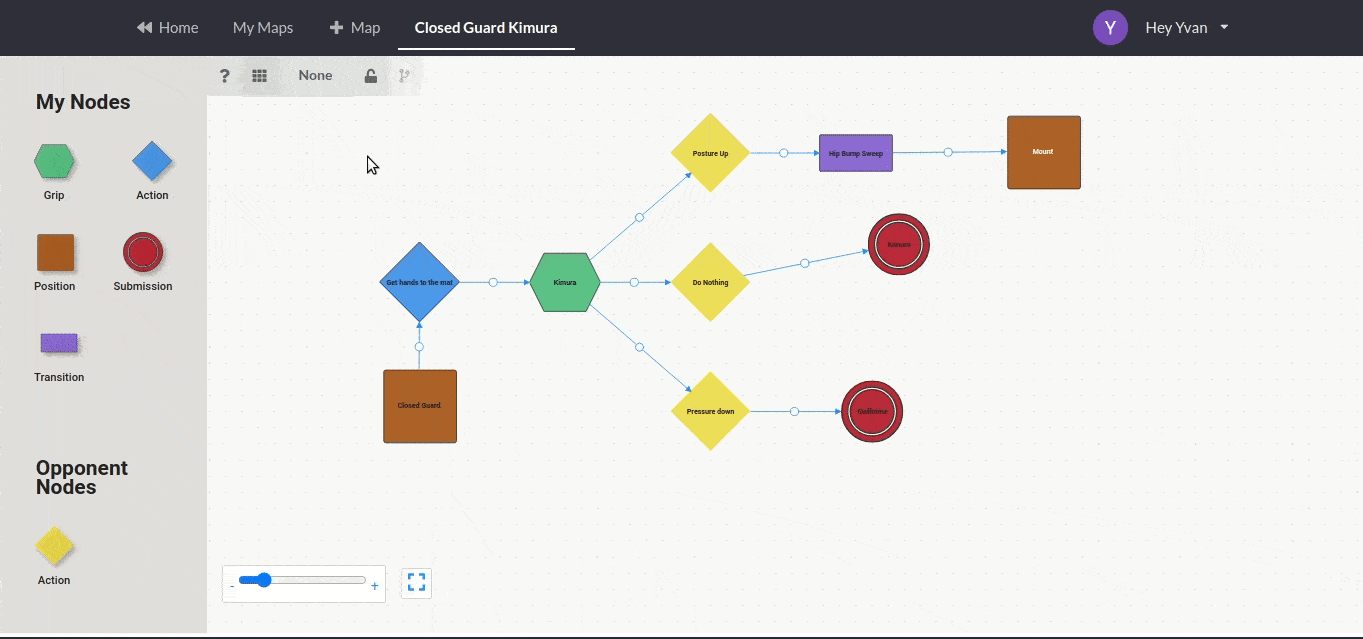 Home
My Maps
Map
Closed Guard Kimura
Y
Hey Yvan
?
None
My Nodes
Grip
Action
Position
Submission
Transition
Opponent
Nodes
Action
Posture Up
Hip Bump Sweep
Mount
Get hands to the mat
Kimura
Do Nothing
Closed Guard
Pressure down
Guillotine
-
+